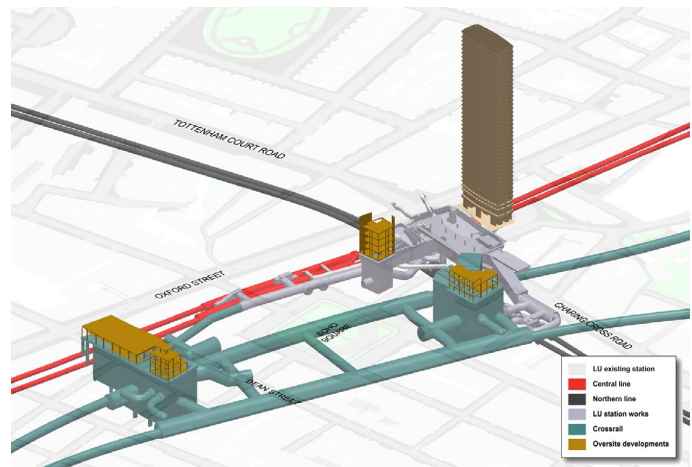 TOTTENHAM COURT ROAD
OXFORD STREET
SOHO
SQUARE
CHARING CROSS ROAD
DEAN STREET
LU existing station
Central line
Northern line
LU station works
Crossrail
Oversite developments